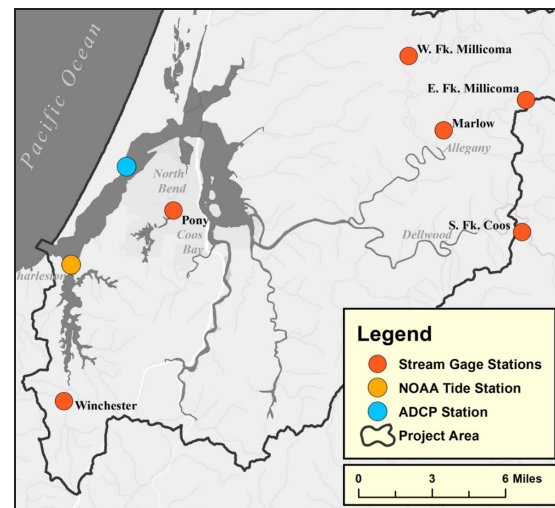 Pacific Ocean
W. Fk. Millicoma
E. Fk. Millicoma
Marlow
Allegany
North
Bend
Pony
Coos
Bay
Dellwood
S. Fk. Coos
Charleston
Winchester
Legend
Stream Gage Stations
NOAA Tide Station
ADCP Station
Project Area
0 3 6 Miles